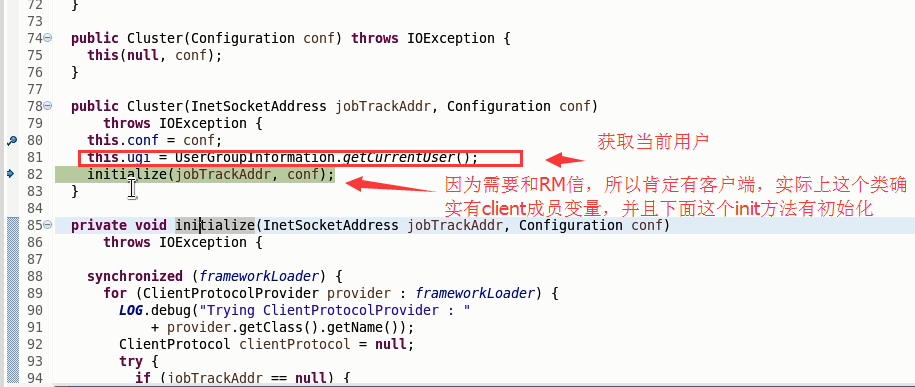 72 }
73
74 public Cluster(Configuration conf) throws IOException {
75 this(null, conf);
76 }
77
78 public Cluster(InetSocketAddress jobTrackAddr, Configuration conf)
79 throws IOException {
80 this.conf = conf;
81 this.ugi = UserGroupInformation.getCurrentUser();
获取当前用户
82 initialize(jobTrackAddr, conf);
因为需要和RM信，所以肯定有客户端，实际上这个类确
83 }
实有client成员变量，并且下面这个init方法有初始化
84
85 private void initialize(InetSocketAddress jobTrackAddr, Configuration conf)
86 throws IOException {
87
88 synchronized (frameworkLoader) {
89 for (ClientProtocolProvider provider : frameworkLoader) {
90 LOG.debug("Trying ClientProtocolProvider : "
91 + provider.getClass().getName());
92 ClientProtocol clientProtocol = null;
93 try {
94 if (jobTrackAddr == null) {